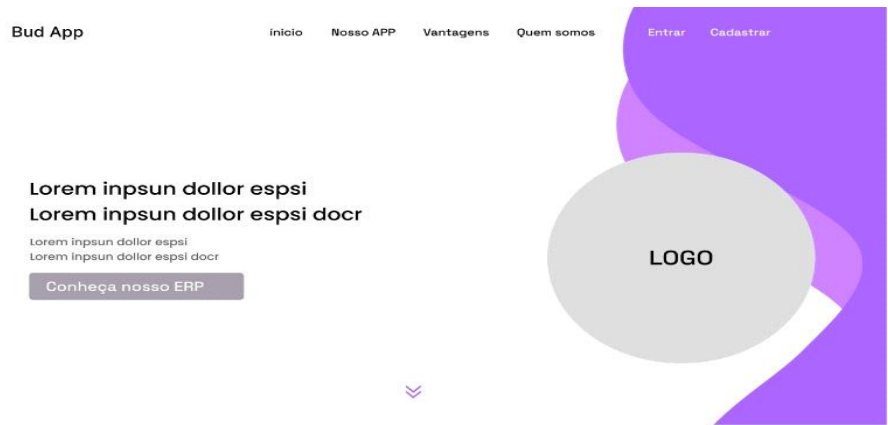 Bud App
inicio Nosso APP Vantagens Quem somos Entrar Cadastrar
Lorem inpsun dollor espsi
Lorem inpsun dollor espsi docr
Lorem inpsun dollor espsi
Lorem inpsun dollor espsi docr
Conheça nosso ERP
LOGO